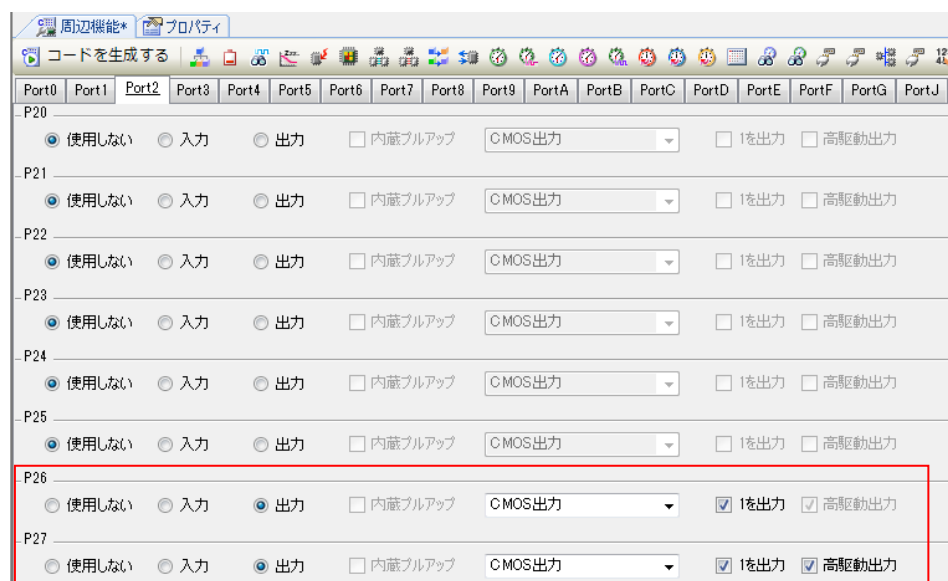 周辺機能* プロパティ
コードを生成する
Port0 Port1 Port2 Port3 Port4 Port5 Port6 Port7 Port8 Port9 PortA PortB PortC PortD PortE PortF PortG PortJ
P20
使用しない 入力 出力 内蔵プルアップ CMOS出力 1を出力 高駆動出力
P21
使用しない 入力 出力 内蔵プルアップ CMOS出力 1を出力 高駆動出力
P22
使用しない 入力 出力 内蔵プルアップ CMOS出力 1を出力 高駆動出力
P23
使用しない 入力 出力 内蔵プルアップ CMOS出力 1を出力 高駆動出力
P24
使用しない 入力 出力 内蔵プルアップ CMOS出力 1を出力 高駆動出力
P25
使用しない 入力 出力 内蔵プルアップ CMOS出力 1を出力 高駆動出力
P26
使用しない 入力 出力 内蔵プルアップ CMOS出力 1を出力 高駆動出力
P27
使用しない 入力 出力 内蔵プルアップ CMOS出力 1を出力 高駆動出力